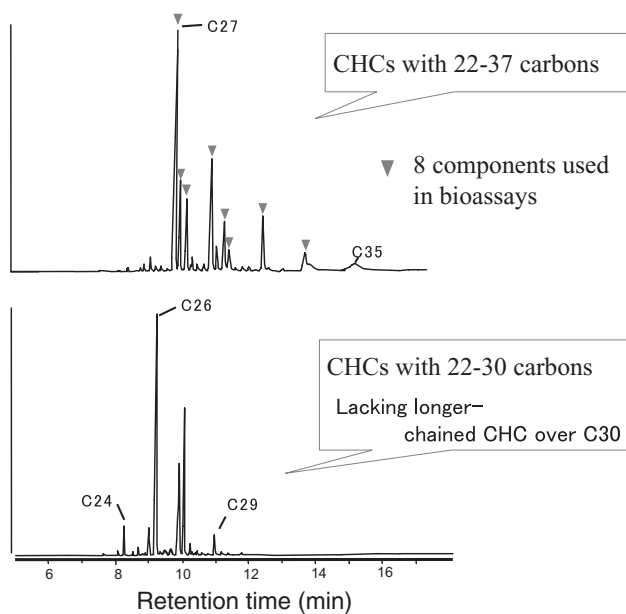 C27
CHCs with 22-37 carbons
8 components used
in bioassays
C35
C26
CHCs with 22-30 carbons
Lacking longer-
chained CHC over C30
C24
C29
6 8 10 12 14 16
Retention time (min)